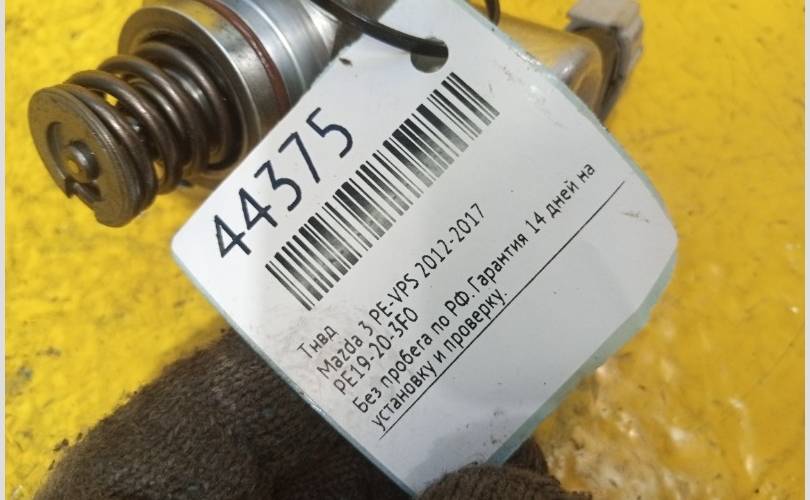 44375
Тнвд
Mazda 3 PE-VPS 2012-2017
PE19-20-3F0
Без пробега по РФ.Гарантия 14 дней на
установку и проверку.